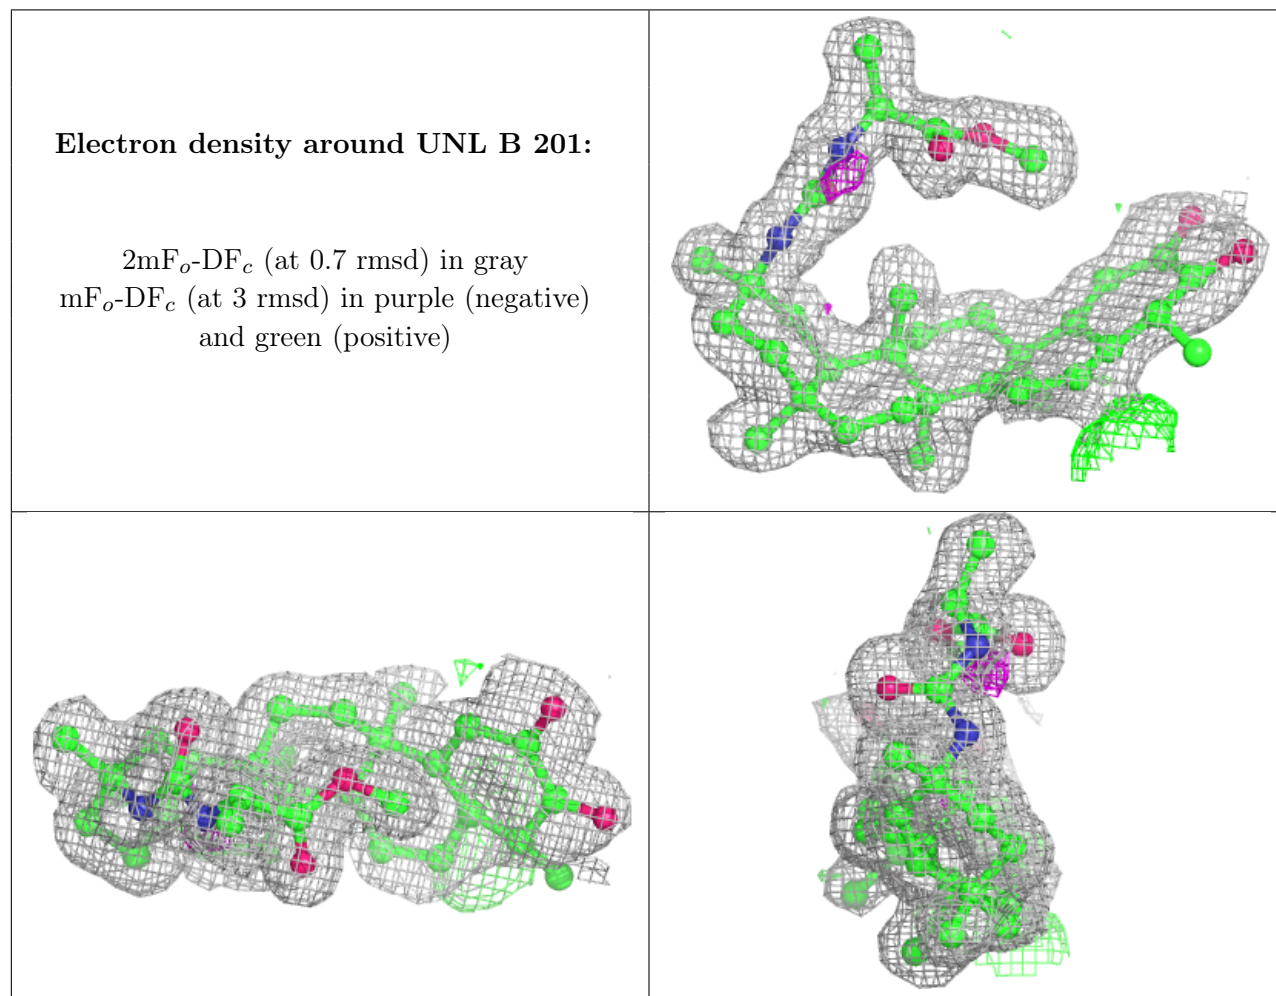 Electron density around UNL B 201:
2mFo-DFc (at 0.7 rmsd) in gray
mFo-DFc (at 3 rmsd) in purple (negative)
and green (positive)